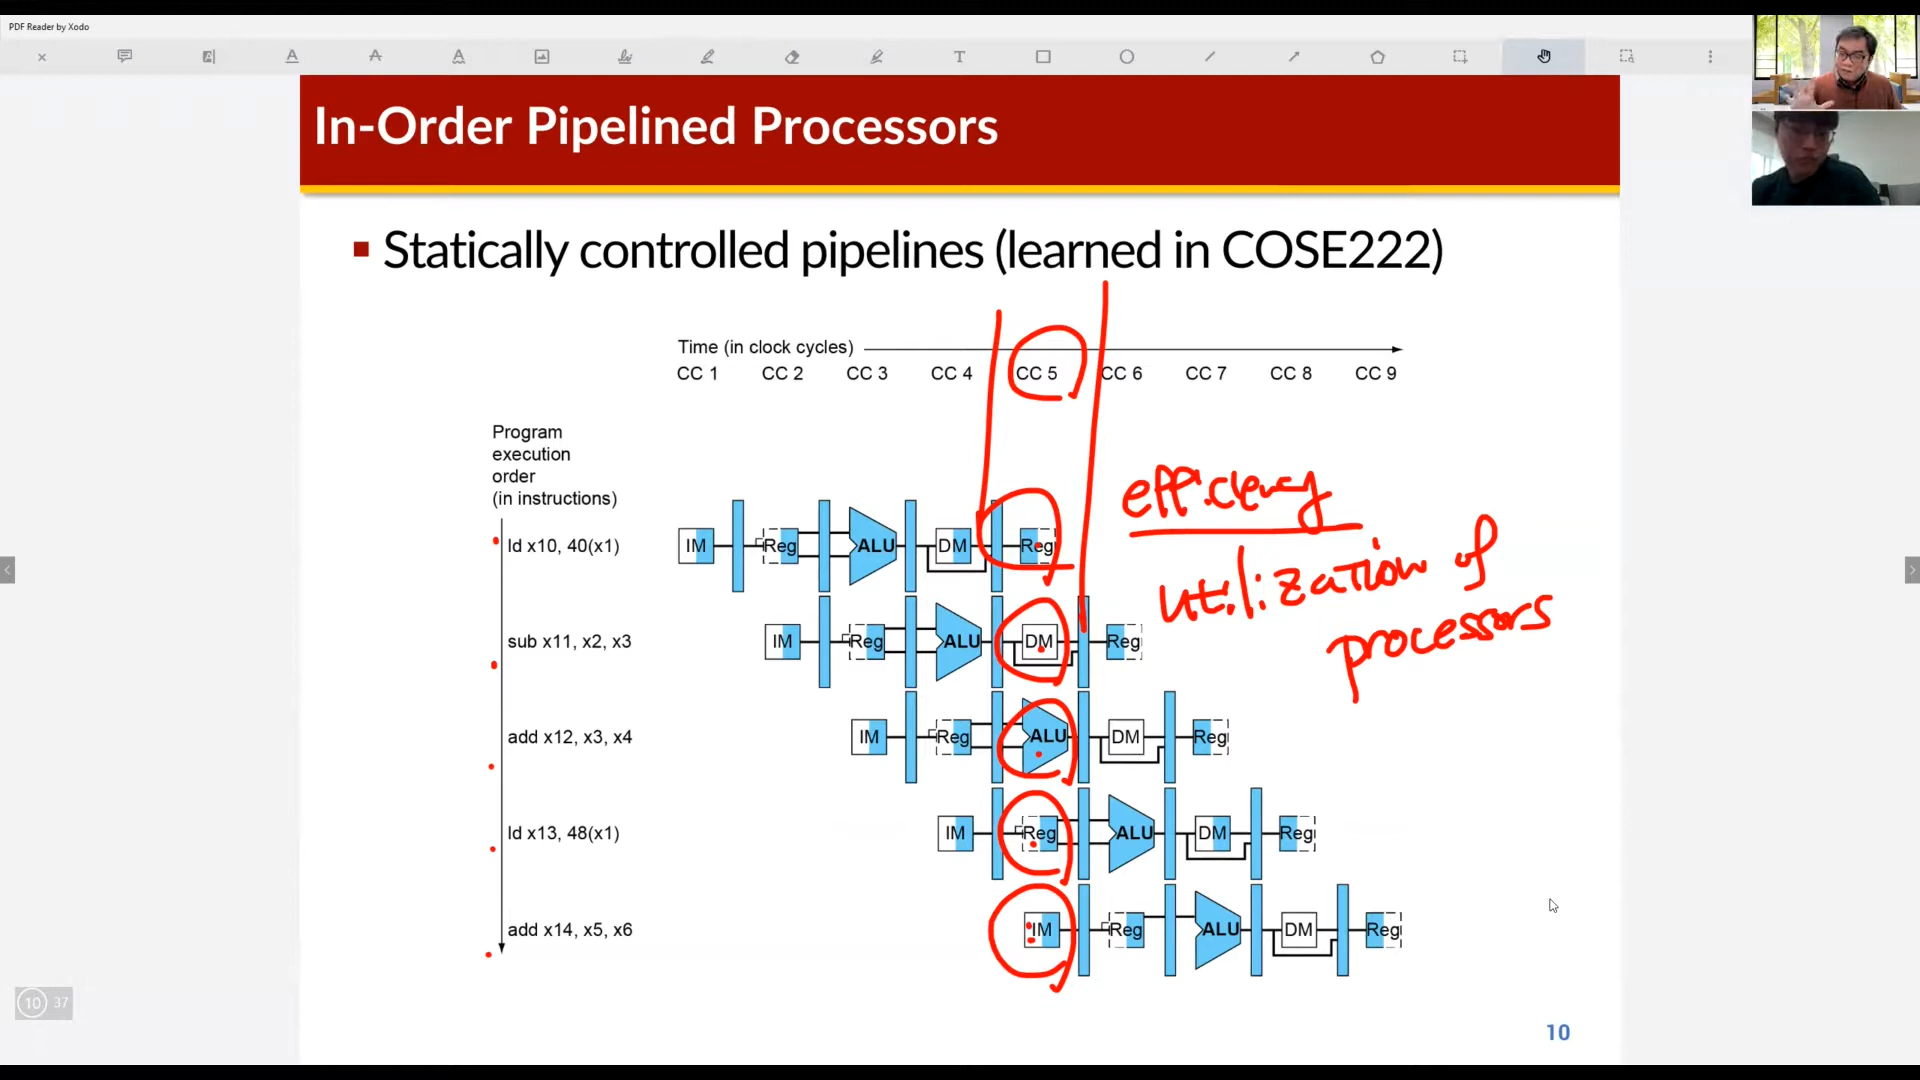 PDF Reader by Xodo
In-Order Pipelined Processors
Statically controlled pipelines (learned in COSE222)
Time (in clock cycles)
CC 1 CC 2 CC 3 CC 4 CC 5 CC 6 CC 7 CC 8 CC 9
Program
execution
order
(in instructions)
efficiency
utilization of
processors
ld x10, 40(x1) IM Reg ALU DM Reg
sub x11, x2, x3 IM Reg ALU DM Reg
add x12, x3, x4 IM Reg ALU DM Reg
ld x13, 48(x1) IM Reg ALU DM Reg
add x14, x5, x6 IM Reg ALU DM Reg
10 37
10